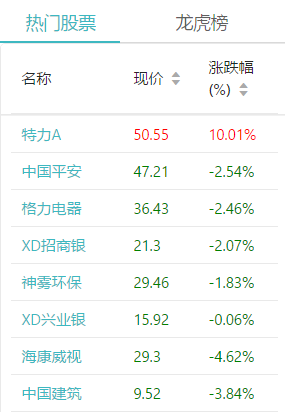 热门股票 龙虎榜
名称 现价 涨跌幅
(%)
特力A 50.55 10.01%
中国平安 47.21 -2.54%
格力电器 36.43 -2.46%
XD招商银 21.3 -2.07%
神雾环保 29.46 -1.83%
XD兴业银 15.92 -0.06%
海康威视 29.3 -4.62%
中国建筑 9.52 -3.84%